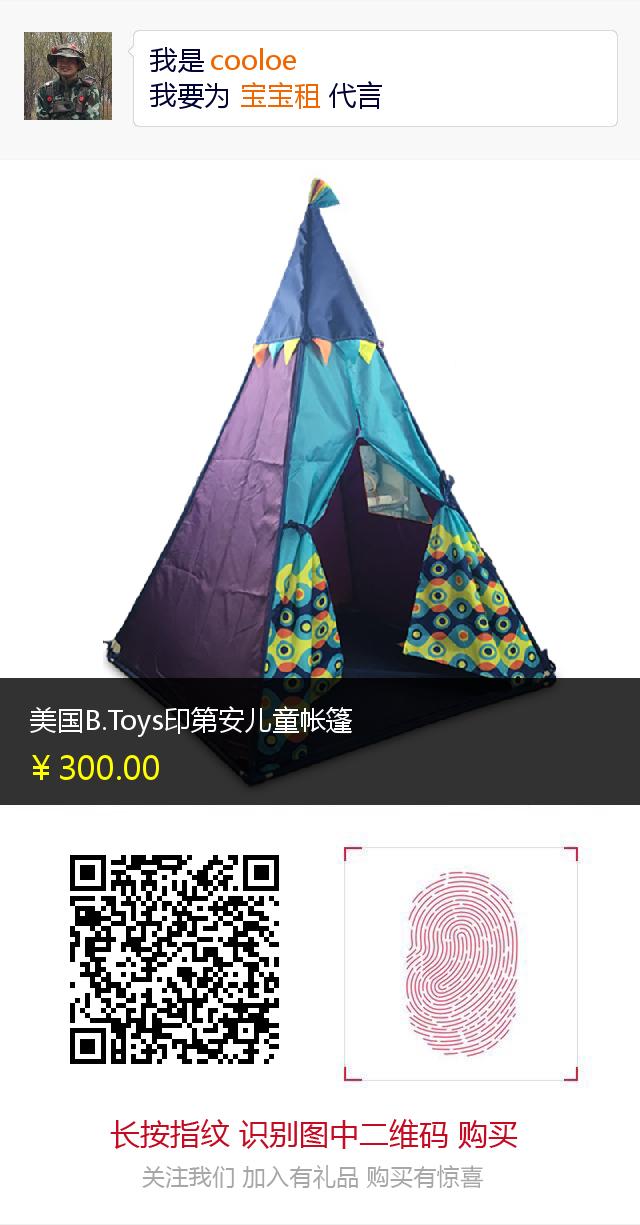 我是 cooloe
我要为 宝宝租 代言
美国B.Toys印第安儿童帐篷
¥ 300.00
长按指纹 识别图中二维码 购买
关注我们 加入有礼品 购买有惊喜